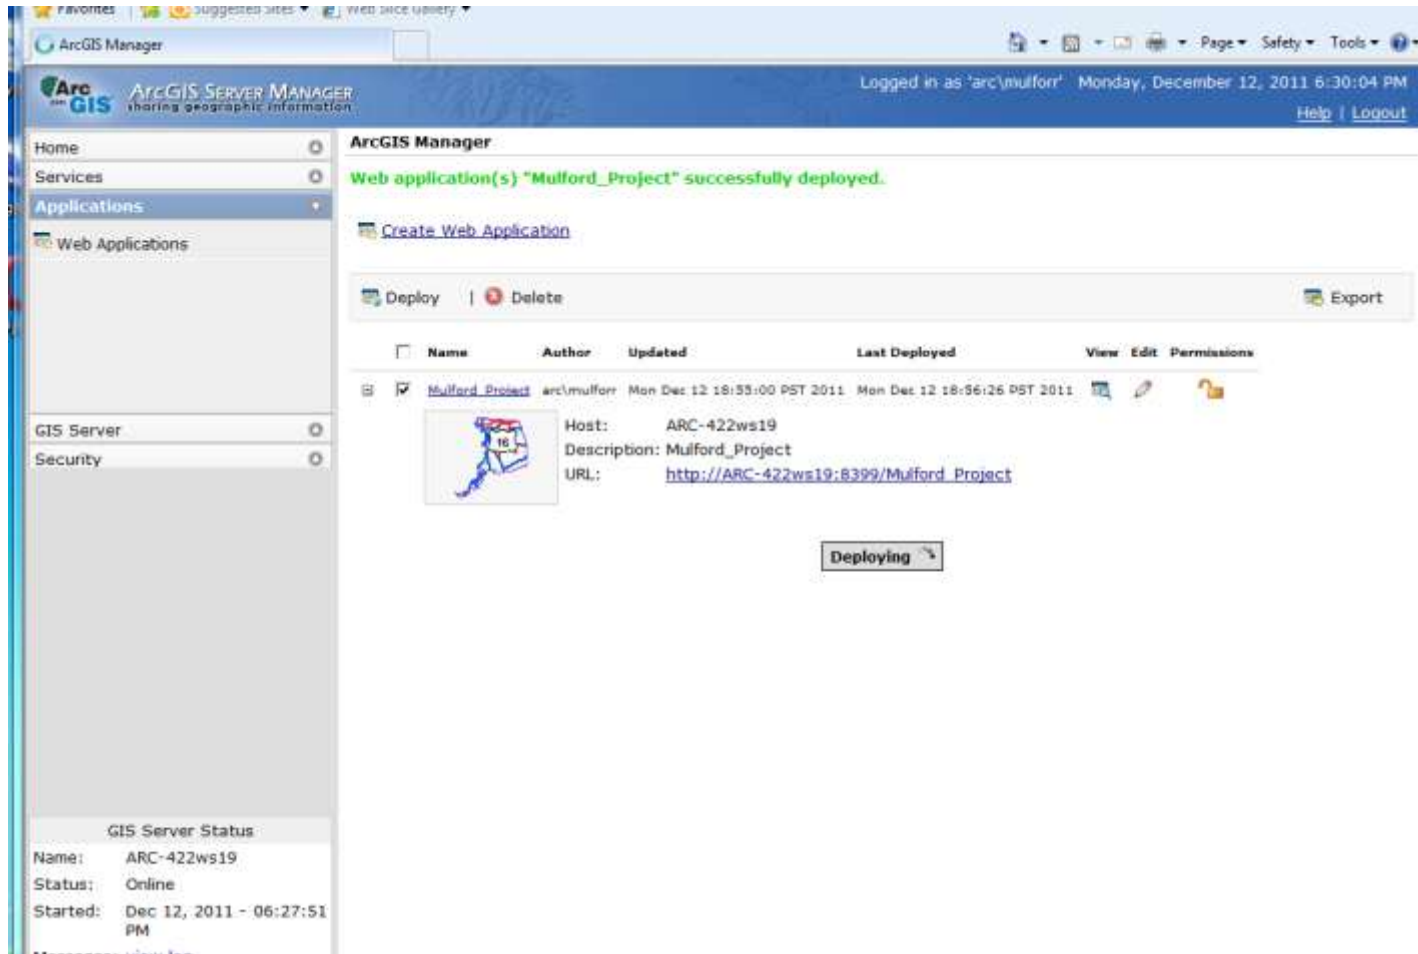 Favorites Suggested Sites Web Slice Gallery
ArcGIS Manager
Page Safety Tools
Arc GIS ArcGIS Server Manager
sharing geographic information
Logged in as 'arc\mulforr' Monday, December 12, 2011 6:30:04 PM
Help | Logout
Home
Services
Applications
Web Applications
GIS Server
Security
ArcGIS Manager
Web application(s) "Mulford_Project" successfully deployed.
Create Web Application
Deploy | Delete Export
Name Author Updated Last Deployed View Edit Permissions
Mulford_Project arc\mulforr Mon Dec 12 18:55:00 PST 2011 Mon Dec 12 18:56:26 PST 2011
16
Host: ARC-422ws19
Description: Mulford_Project
URL: http://ARC-422ws19:8399/Mulford_Project
Deploying
GIS Server Status
Name: ARC-422ws19
Status: Online
Started: Dec 12, 2011 - 06:27:51
PM